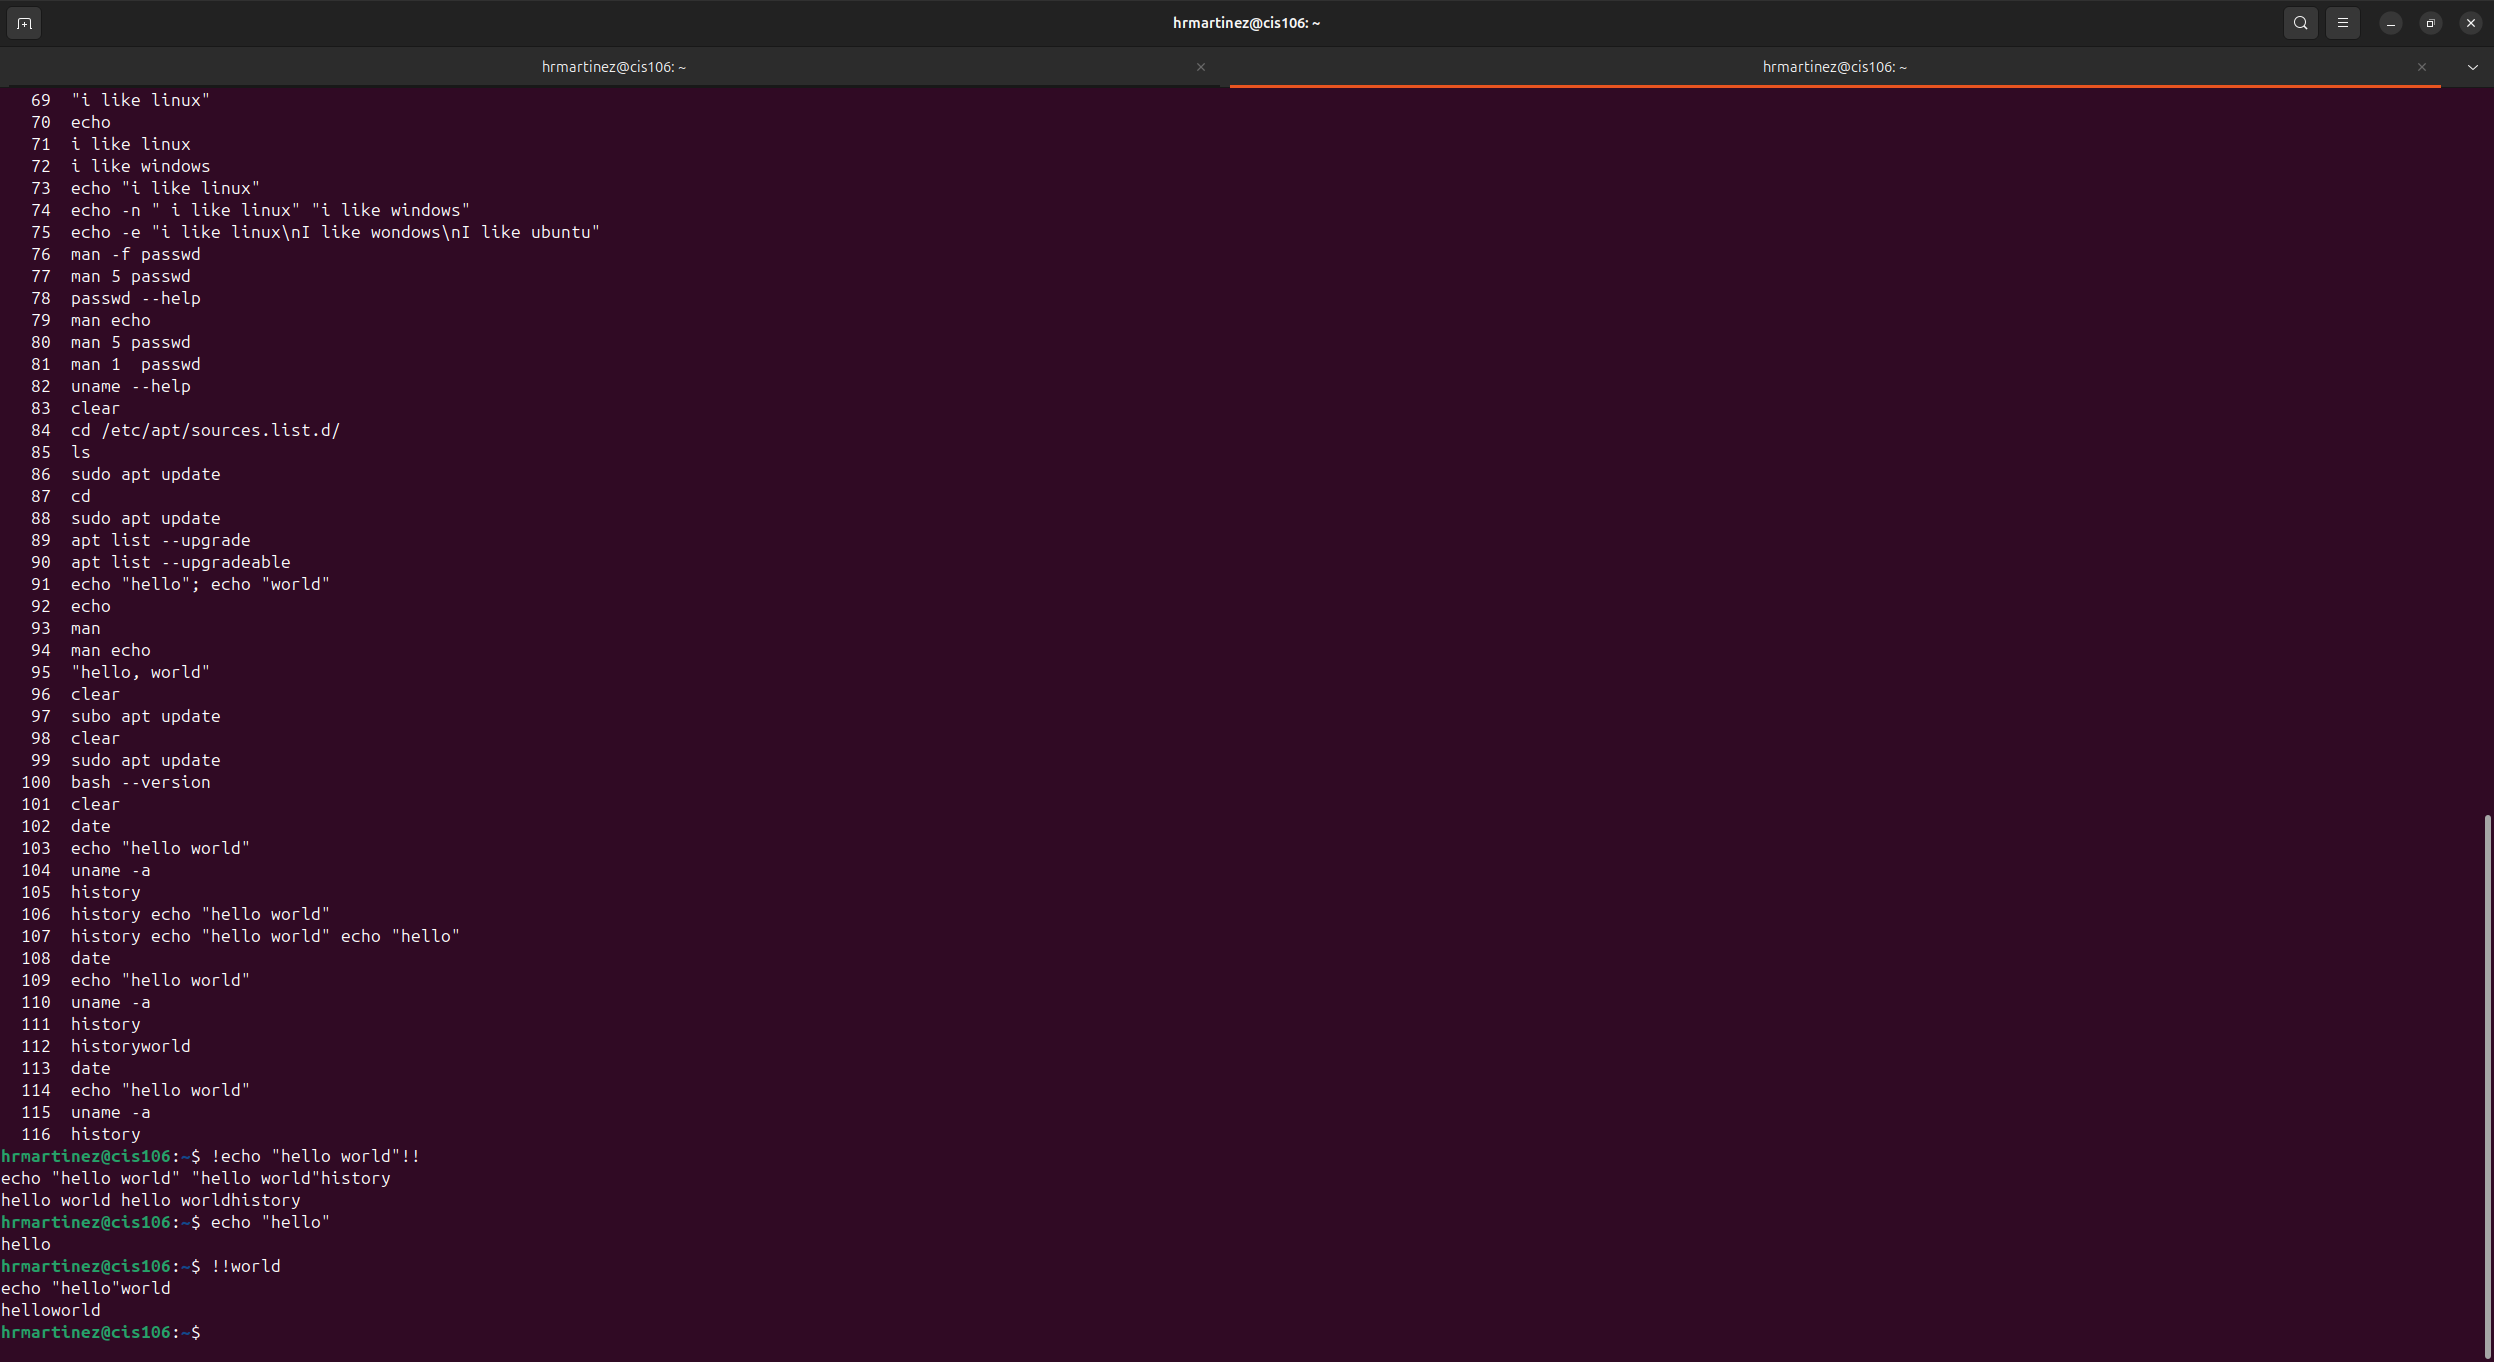 hrmartinez@cis106: ~
hrmartinez@cis106: ~
hrmartinez@cis106: ~
69 "i like linux"
70 echo
71 i like linux
72 i like windows
73 echo "i like linux"
74 echo -n " i like linux" "i like windows"
75 echo -e "i like linux\nI like wondows\nI like ubuntu"
76 man -f passwd
77 man 5 passwd
78 passwd --help
79 man echo
80 man 5 passwd
81 man 1  passwd
82 uname --help
83 clear
84 cd /etc/apt/sources.list.d/
85 ls
86 sudo apt update
87 cd
88 sudo apt update
89 apt list --upgrade
90 apt list --upgradeable
91 echo "hello"; echo "world"
92 echo
93 man
94 man echo
95 "hello, world"
96 clear
97 subo apt update
98 clear
99 sudo apt update
100 bash --version
101 clear
102 date
103 echo "hello world"
104 uname -a
105 history
106 history echo "hello world"
107 history echo "hello world" echo "hello"
108 date
109 echo "hello world"
110 uname -a
111 history
112 historyworld
113 date
114 echo "hello world"
115 uname -a
116 history
hrmartinez@cis106:~$ !echo "hello world"!!
echo "hello world" "hello world"history
hello world hello worldhistory
hrmartinez@cis106:~$ echo "hello"
hello
hrmartinez@cis106:~$ !!world
echo "hello"world
helloworld
hrmartinez@cis106:~$